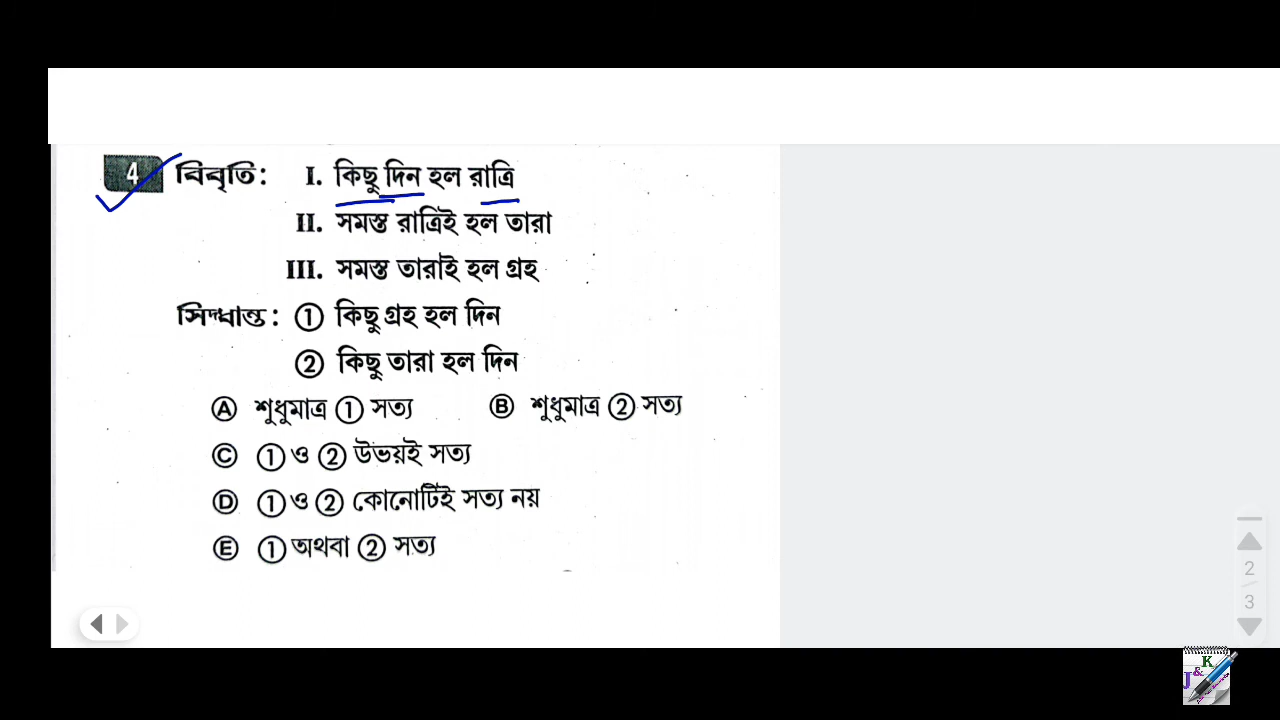 4 বিবৃতি: I. কিছু দিন হল রাত্রি
II. সমস্ত রাত্রিই হল তারা
III. সমস্ত তারাই হল গ্রহ
সিদ্ধান্ত: ① কিছু গ্রহ হল দিন
② কিছু তারা হল দিন
Ⓐ শুধুমাত্র ① সত্য Ⓑ শুধুমাত্র ② সত্য
Ⓒ ① ও ② উভয়ই সত্য
Ⓓ ① ও ② কোনোটিই সত্য নয়
Ⓔ ① অথবা ② সত্য
2
3
J & K